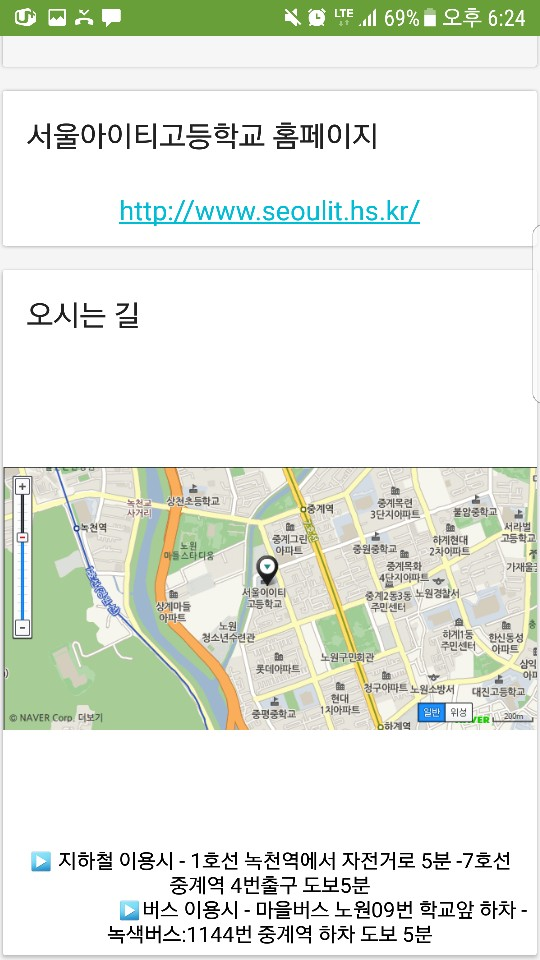 LTE 69% 오후 6:24
서울아이티고등학교 홈페이지
http://www.seoulit.hs.kr/
오시는 길
녹천교
사거리
상천초등학교
녹천역
중계역
중계목련
3단지아파트
불암중학교
서라벌
고등학교
노원
마들스타디움
중계그린
아파트
하계현대
2차아파트
중원중학교
서울아이티
고등학교
중계목화
4단지아파트
가재울
상계마들
아파트
중계2동3동
주민센터
노원경찰서
노원
청소년수련관
하계1동
주민센터
한신동성
아파트
노원구민회관
롯데아파트
삼익
아파
청구아파트
노원소방서
대진고등학교
중평중학교
현대
1차아파트
하계역
© NAVER Corp. 더보기
일반 위성
VER
200m
▶ 지하철 이용시 - 1호선 녹천역에서 자전거로 5분 -7호선
중계역 4번출구 도보5분
▶버스 이용시 - 마을버스 노원09번 학교앞 하차 -
녹색버스:1144번 중계역 하차 도보 5분